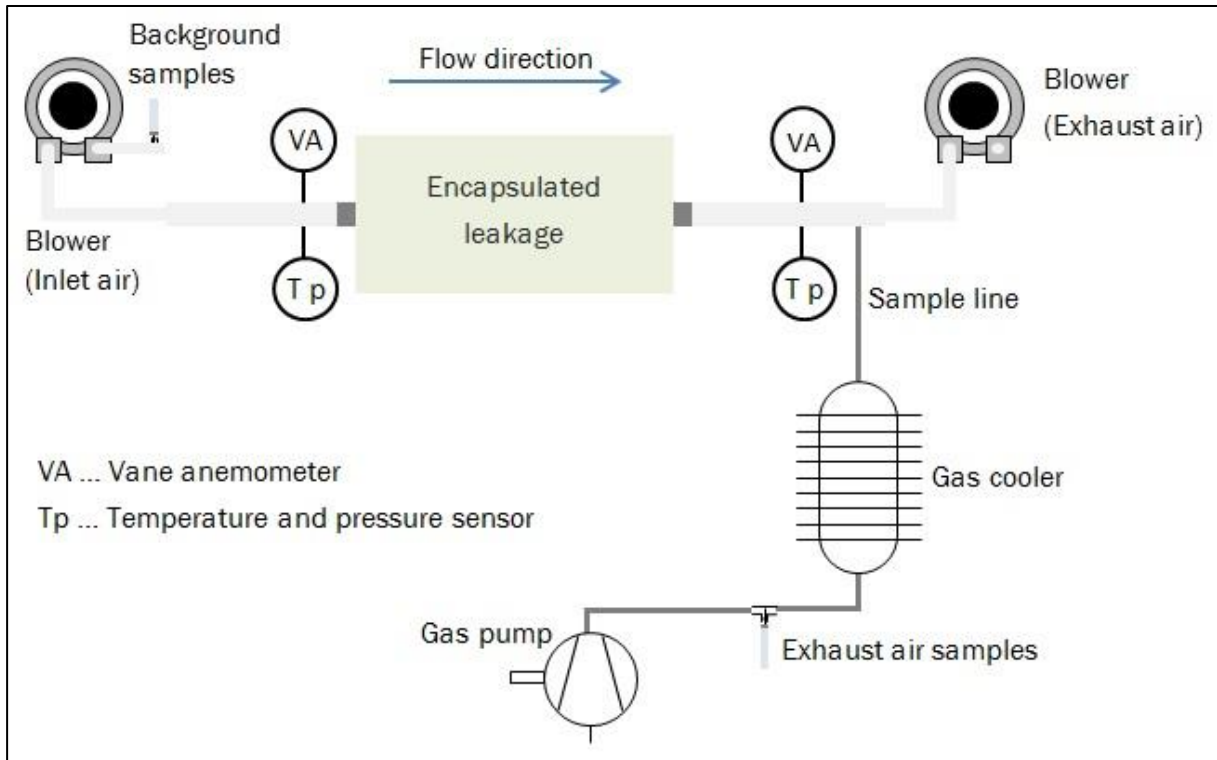 Background
samples
Flow direction
Blower
(Exhaust air)
VA
VA
Encapsulated
leakage
Blower
(Inlet air)
T p
T p
Sample line
VA ... Vane anemometer
Gas cooler
Tp ... Temperature and pressure sensor
Gas pump
Exhaust air samples